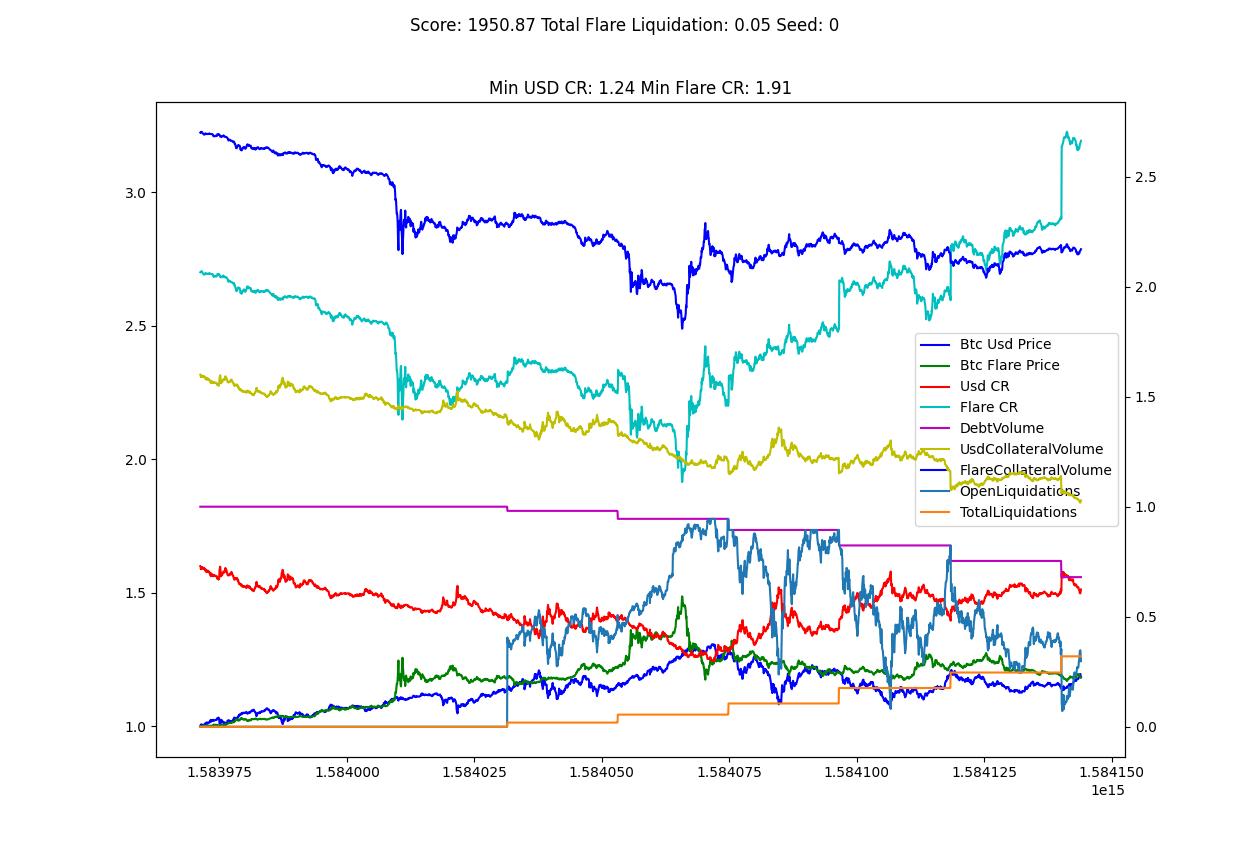 Score: 1950.87 Total Flare Liquidation: 0.05 Seed: 0
Min USD CR: 1.24 Min Flare CR: 1.91
3.0
2.5
2.0
1.5
1.0
2.5
2.0
1.5
1.0
0.5
0.0
Btc Usd Price
Btc Flare Price
Usd CR
Flare CR
DebtVolume
UsdCollateralVolume
FlareCollateralVolume
OpenLiquidations
TotalLiquidations
1.583975 1.584000 1.584025 1.584050 1.584075 1.584100 1.584125 1.584150
1e15